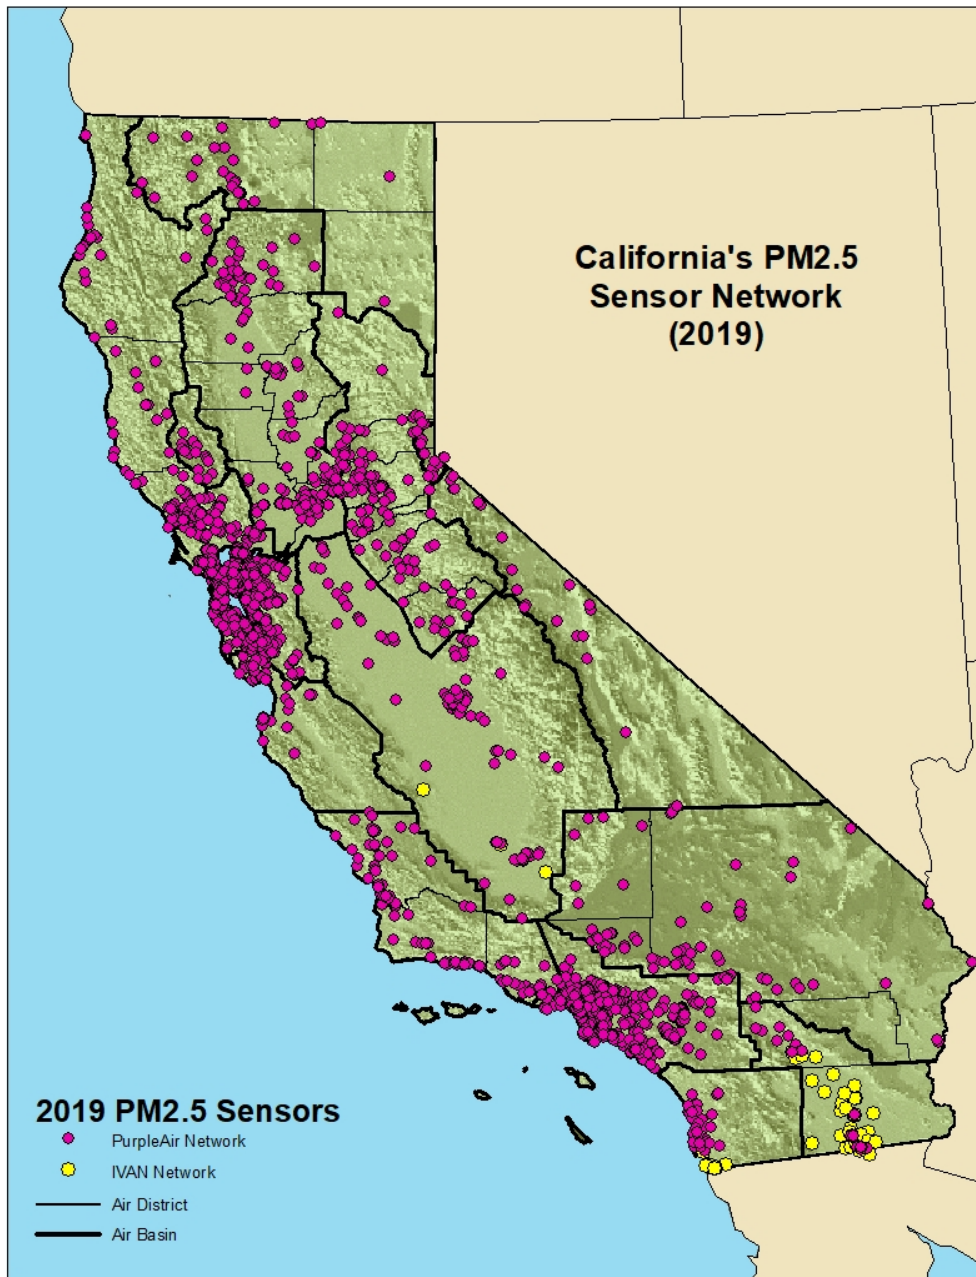 California's PM2.5
Sensor Network
(2019)
2019 PM2.5 Sensors
PurpleAir Network
IVAN Network
Air District
Air Basin